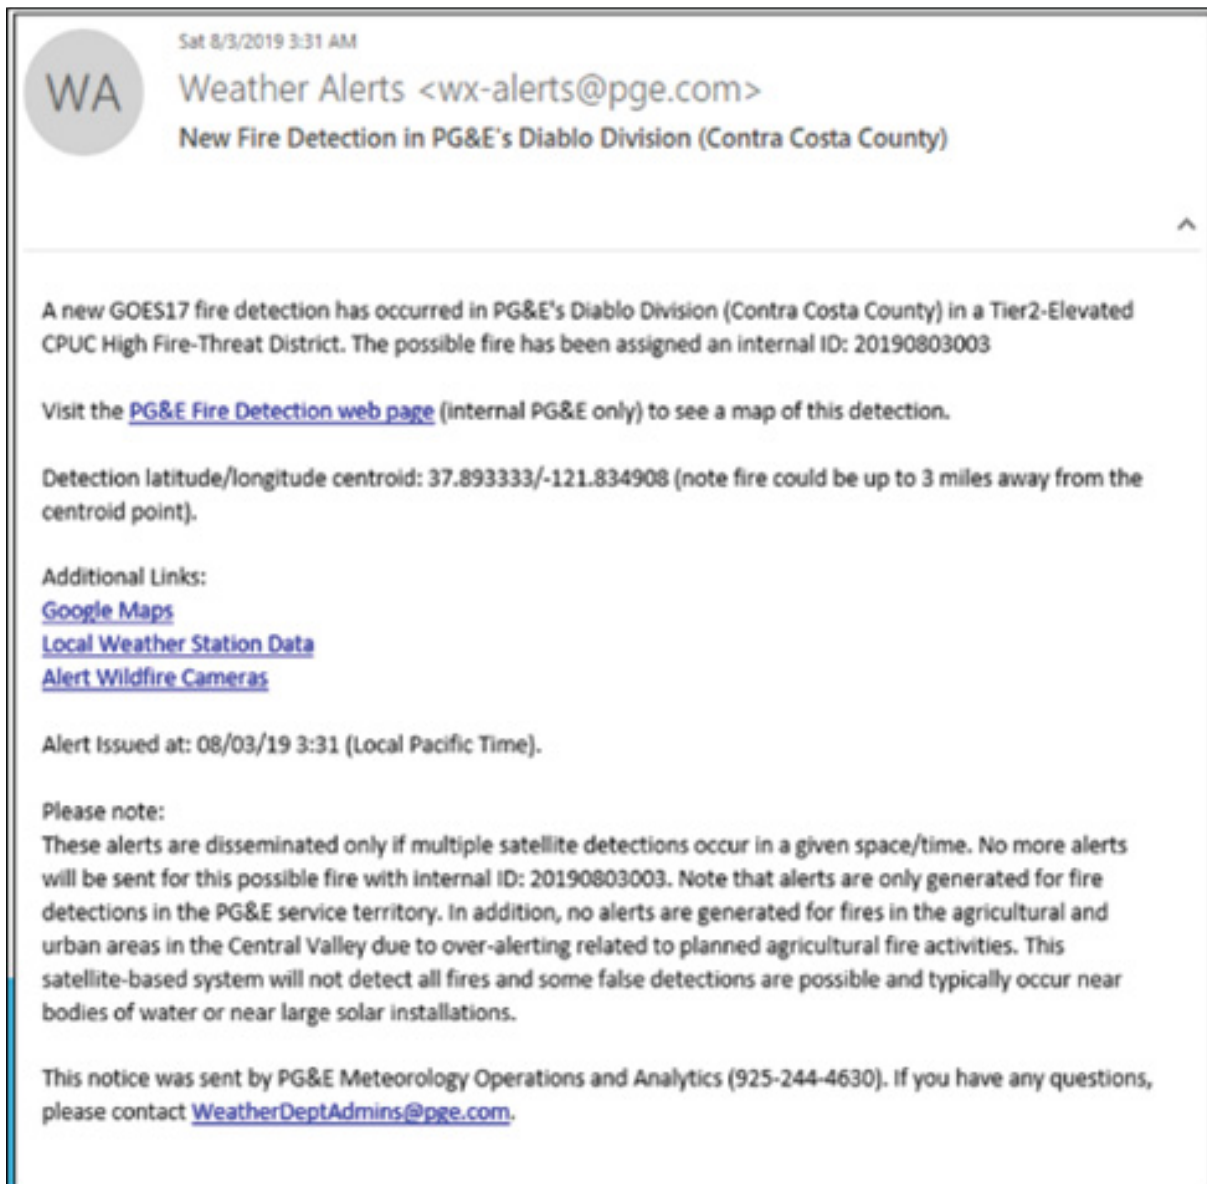 Sat 8/3/2019 3:31 AM
WA
Weather Alerts <wx-alerts@pge.com>
New Fire Detection in PG&E's Diablo Division (Contra Costa County)
A new GOES17 fire detection has occurred in PG&E's Diablo Division (Contra Costa County) in a Tier2-Elevated
CPUC High Fire-Threat District. The possible fire has been assigned an internal ID: 20190803003
Visit the PG&E Fire Detection web page (internal PG&E only) to see a map of this detection.
Detection latitude/longitude centroid: 37.893333/-121.834908 (note fire could be up to 3 miles away from the
centroid point).
Additional Links:
Google Maps
Local Weather Station Data
Alert Wildfire Cameras
Alert Issued at: 08/03/19 3:31 (Local Pacific Time).
Please note:
These alerts are disseminated only if multiple satellite detections occur in a given space/time. No more alerts
will be sent for this possible fire with internal ID: 20190803003. Note that alerts are only generated for fire
detections in the PG&E service territory. In addition, no alerts are generated for fires in the agricultural and
urban areas in the Central Valley due to over-alerting related to planned agricultural fire activities. This
satellite-based system will not detect all fires and some false detections are possible and typically occur near
bodies of water or near large solar installations.
This notice was sent by PG&E Meteorology Operations and Analytics (925-244-4630). If you have any questions,
please contact WeatherDeptAdmins@pge.com.